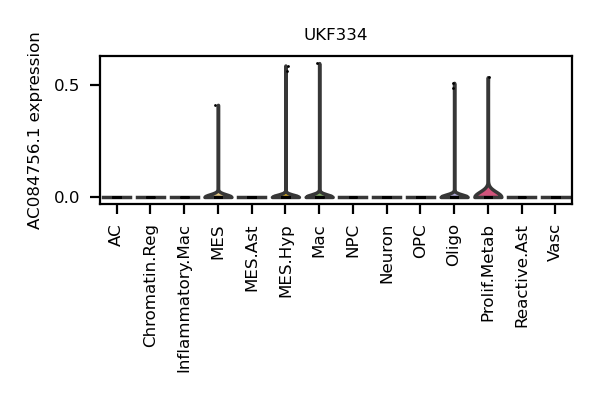 UKF334
AC084756.1 expression
0.5
0.0
AC
Chromatin.Reg
Inflammatory.Mac
MES
MES.Ast
MES.Hyp
Mac
NPC
Neuron
OPC
Oligo
Prolif.Metab
Reactive.Ast
Vasc